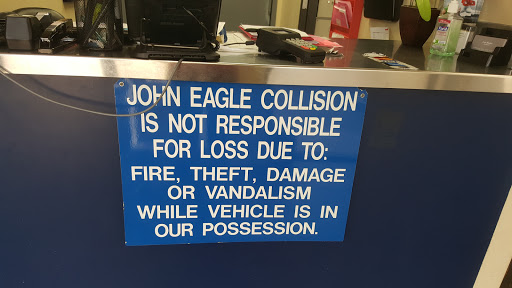 JOHN EAGLE COLLISION
IS NOT RESPONSIBLE
FOR LOSS DUE TO:
FIRE, THEFT, DAMAGE
OR VANDALISM
WHILE VEHICLE IS IN
OUR POSSESSION.